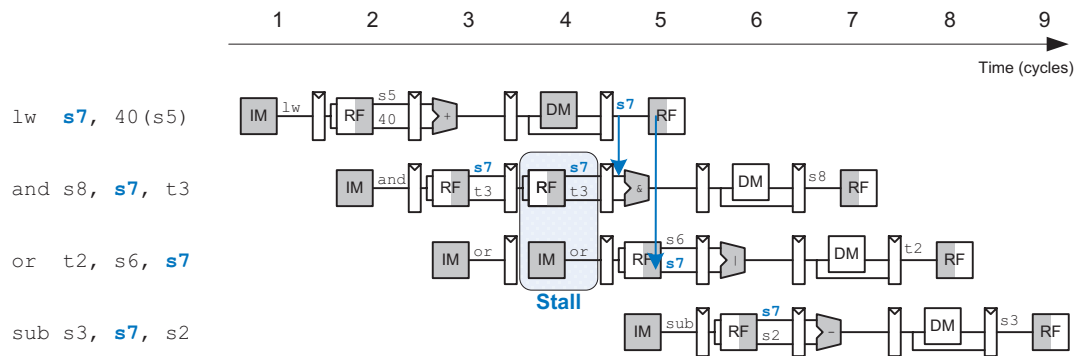 1 2 3 4 5 6 7 8 9
Time (cycles)
lw s7, 40(s5)
IM lw RF s5 40 + DM s7 RF
and s8, s7, t3
IM and RF s7 t3 RF s7 t3 & DM s8 RF
or t2, s6, s7
IM or IM or RF s6 s7 | DM t2 RF
Stall
sub s3, s7, s2
IM sub RF s7 s2 - DM s3 RF